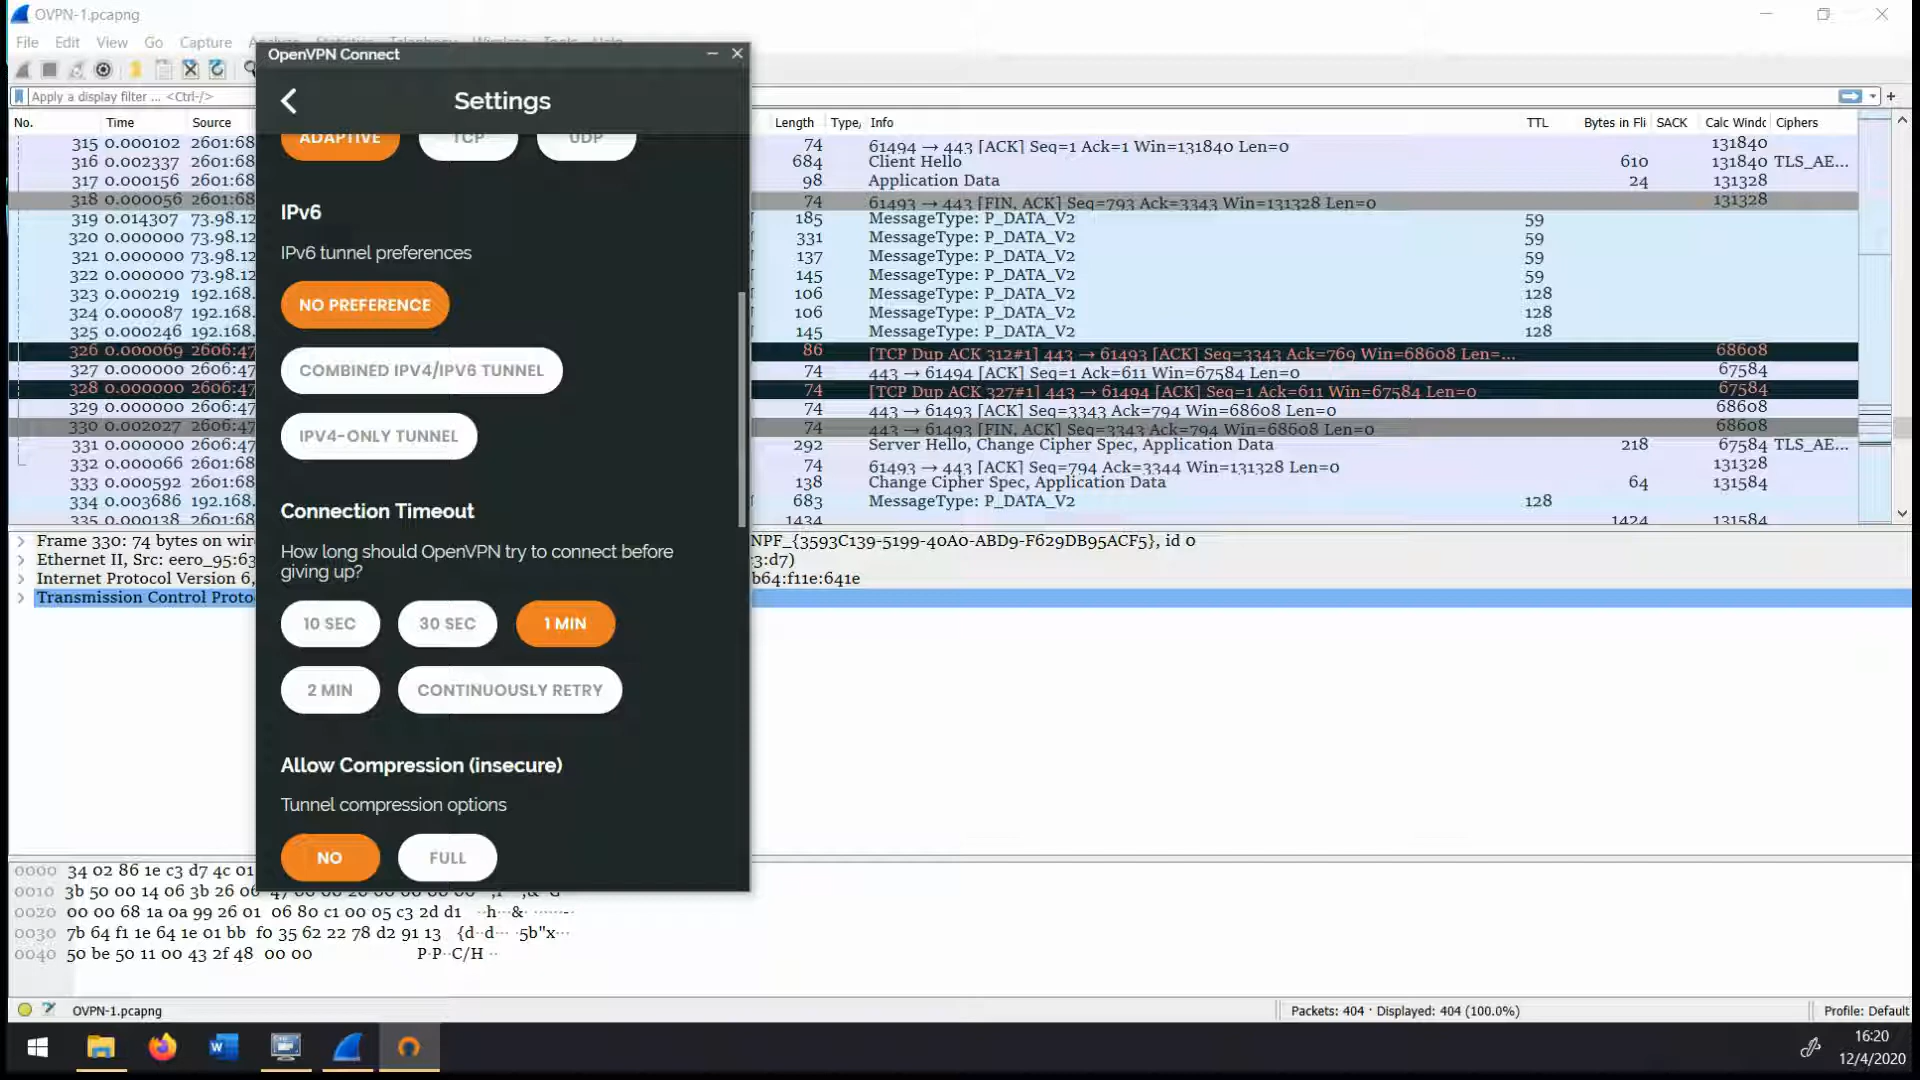 OVPN-1.pcapng
File Edit View Go Capture Analyze Statistics Telephony Wireless Tools Help
OpenVPN Connect
Settings
ADAPTIVE TCP UDP
IPv6
IPv6 tunnel preferences
NO PREFERENCE
COMBINED IPV4/IPV6 TUNNEL
IPV4-ONLY TUNNEL
Connection Timeout
How long should OpenVPN try to connect before
giving up?
10 SEC 30 SEC 1 MIN
2 MIN CONTINUOUSLY RETRY
Allow Compression (insecure)
Tunnel compression options
NO FULL
Apply a display filter ... <Ctrl-/>
No. Time Source Length Type, Info TTL Bytes in Fli SACK Calc Windo Ciphers
315 0.000102 2601:68 74 61494 → 443 [ACK] Seq=1 Ack=1 Win=131840 Len=0 131840
316 0.002337 2601:68 684 Client Hello 610 131840 TLS_AE...
317 0.000156 2601:68 98 Application Data 24 131328
318 0.000056 2601:68 74 61493 → 443 [FIN, ACK] Seq=793 Ack=3343 Win=131328 Len=0 131328
319 0.014307 73.98.12 185 MessageType: P_DATA_V2 59
320 0.000000 73.98.12 331 MessageType: P_DATA_V2 59
321 0.000000 73.98.12 137 MessageType: P_DATA_V2 59
322 0.000000 73.98.12 145 MessageType: P_DATA_V2 59
323 0.000219 192.168. 106 MessageType: P_DATA_V2 128
324 0.000087 192.168. 106 MessageType: P_DATA_V2 128
325 0.000246 192.168. 145 MessageType: P_DATA_V2 128
326 0.000069 2606:47 86 [TCP Dup ACK 312#1] 443 → 61493 [ACK] Seq=3343 Ack=769 Win=68608 Len=... 68608
327 0.000000 2606:47 74 443 → 61494 [ACK] Seq=1 Ack=611 Win=67584 Len=0 67584
328 0.000000 2606:47 74 [TCP Dup ACK 327#1] 443 → 61494 [ACK] Seq=1 Ack=611 Win=67584 Len=0 67584
329 0.000000 2606:47 74 443 → 61493 [ACK] Seq=3343 Ack=794 Win=68608 Len=0 68608
330 0.002027 2606:47 74 443 → 61493 [FIN, ACK] Seq=3343 Ack=794 Win=68608 Len=0 68608
331 0.000000 2606:47 292 Server Hello, Change Cipher Spec, Application Data 218 67584 TLS_AE...
332 0.000066 2601:68 74 61493 → 443 [ACK] Seq=794 Ack=3344 Win=131328 Len=0 131328
333 0.000592 2601:68 138 Change Cipher Spec, Application Data 64 131584
334 0.003686 192.168. 683 MessageType: P_DATA_V2 128
335 0.000138 2601:68 1434 1424 131584
Frame 330: 74 bytes on wir NPF_{3593C139-5199-40A0-ABD9-F629DB95ACF5}, id 0
Ethernet II, Src: eero_95:63 :3:d7)
Internet Protocol Version 6, b64:f11e:641e
Transmission Control Proto
0000 34 02 86 1e c3 d7 4c 01
0010 3b 50 00 14 06 3b 26 06
0020 00 00 68 1a 0a 99 26 01 06 80 c1 00 05 c3 2d d1 ··h···&· ······-·
0030 7b 64 f1 1e 64 1e 01 bb f0 35 62 22 78 d2 91 13 {d··d··· ·5b"x···
0040 50 be 50 11 00 43 2f 48 00 00 P·P··C/H ··
OVPN-1.pcapng Packets: 404 · Displayed: 404 (100.0%) Profile: Default
16:20
12/4/2020